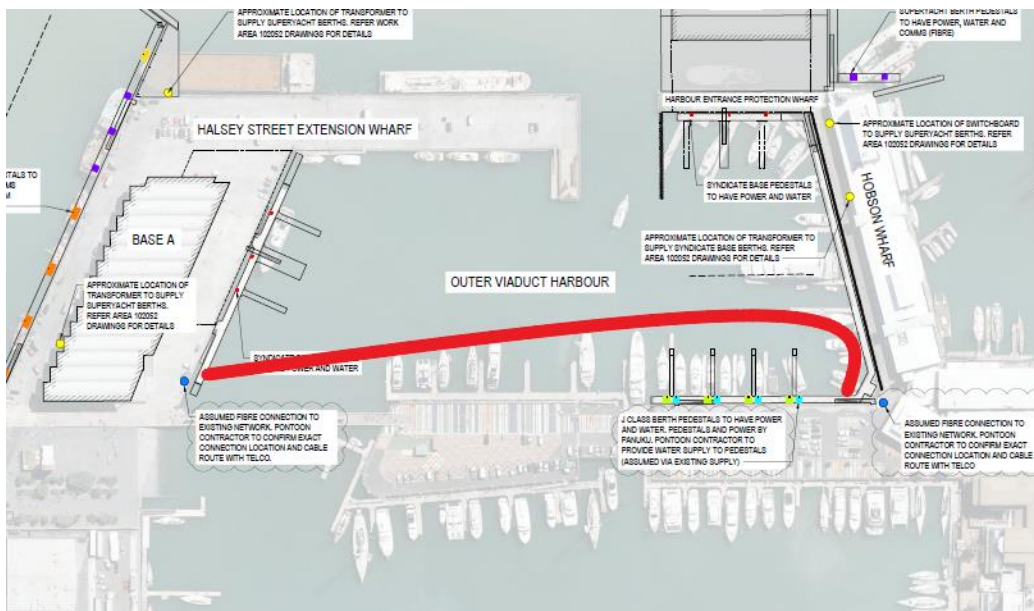 APPROXIMATE LOCATION OF TRANSFORMER TO
SUPPLY SUPERYACHT BERTHS. REFER WORK
AREA 102052 DRAWINGS FOR DETAILS
SUPERYACHT BERTH PEDESTALS
TO HAVE POWER, WATER AND
COMMS (FIBRE)
HARBOUR ENTRANCE PROTECTION WHARF
HALSEY STREET EXTENSION WHARF
APPROXIMATE LOCATION OF SWITCHBOARD
TO SUPPLY SUPERYACHT BERTHS. REFER
AREA 102052 DRAWINGS FOR DETAILS
SYNDICATE BASE PEDESTALS
TO HAVE POWER AND WATER
HOBSON WHARF
BASE A
APPROXIMATE LOCATION OF TRANSFORMER TO
SUPPLY SYNDICATE BASE BERTHS. REFER
AREA 102052 DRAWINGS FOR DETAILS
OUTER VIADUCT HARBOUR
APPROXIMATE LOCATION OF
TRANSFORMER TO SUPPLY
SUPERYACHT BERTHS.
REFER AREA 102052
DRAWINGS FOR DETAILS
POWER AND WATER
ASSUMED FIBRE CONNECTION TO
EXISTING NETWORK. PONTOON
CONTRACTOR TO CONFIRM EXACT
CONNECTION LOCATION AND CABLE
ROUTE WITH TELCO.
J CLASS BERTH PEDESTALS TO HAVE POWER
AND WATER. PEDESTALS AND POWER BY
PANUKU. PONTOON CONTRACTOR TO
PROVIDE WATER SUPPLY TO PEDESTALS
(ASSUMED VIA EXISTING SUPPLY)
ASSUMED FIBRE CONNECTION TO
EXISTING NETWORK. PONTOON
CONTRACTOR TO CONFIRM EXACT
CONNECTION LOCATION AND CABLE
ROUTE WITH TELCO